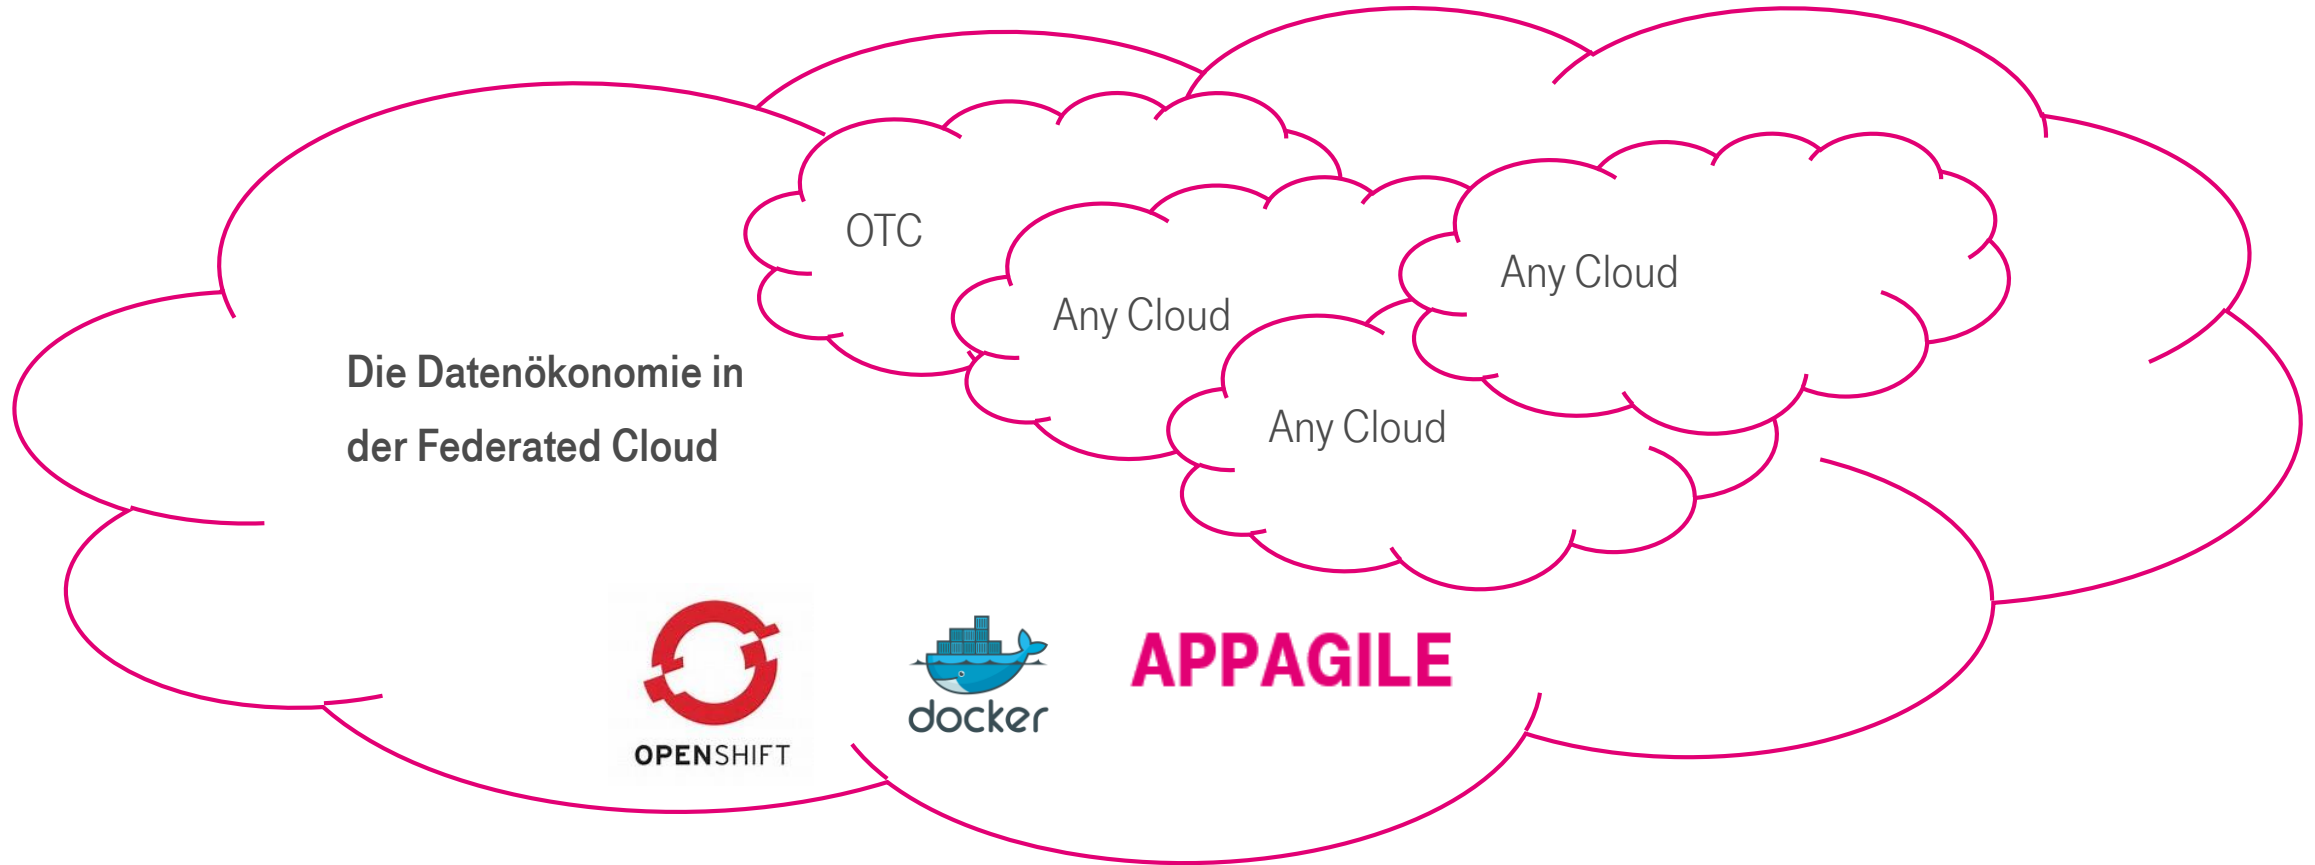 OTC
Any Cloud
Any Cloud
Any Cloud
Die Datenökonomie in
der Federated Cloud
OPENSHIFT
docker
APPAGILE